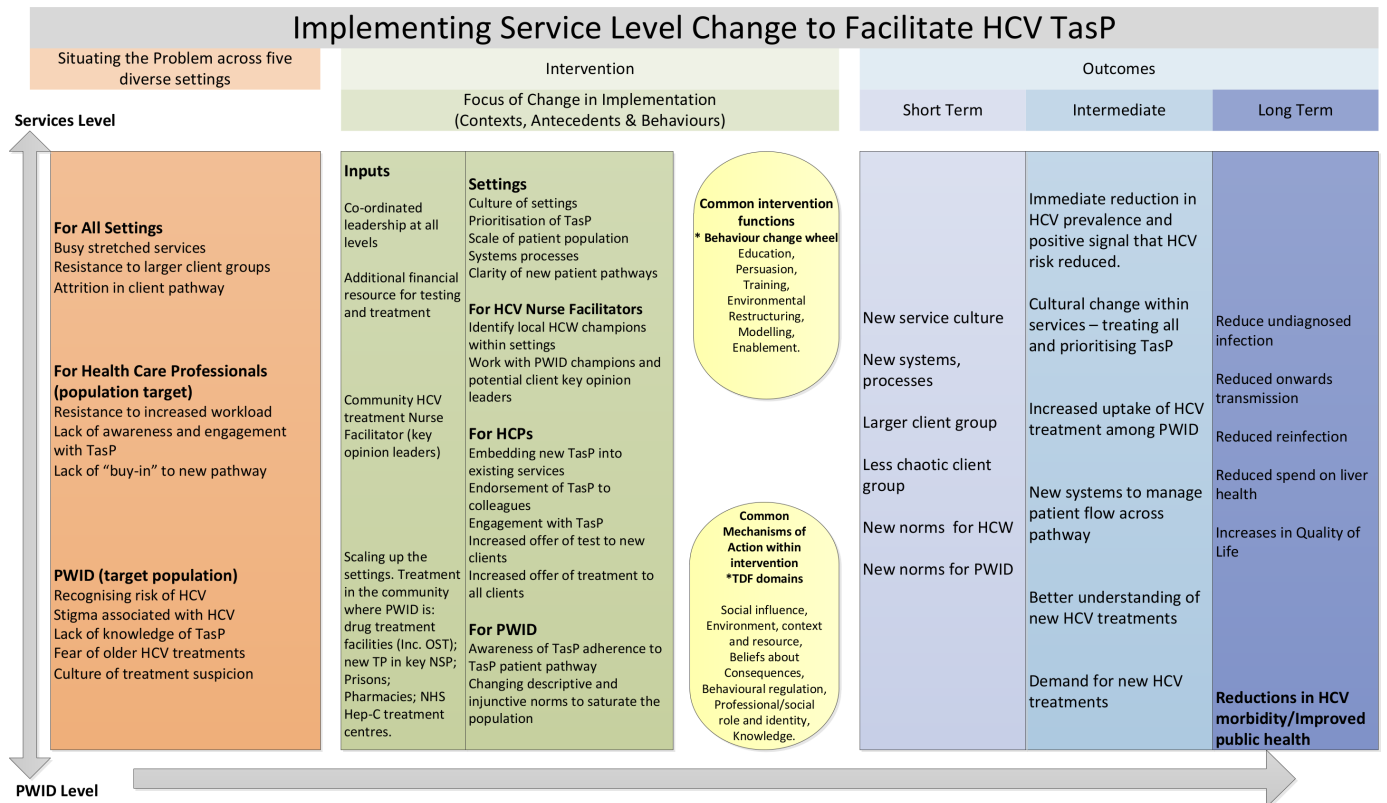 Implementing Service Level Change to Facilitate HCV TasP
Situating the Problem across five
diverse settings
Intervention
Outcomes
Focus of Change in Implementation
(Contexts, Antecedents & Behaviours)
Short Term
Intermediate
Long Term
Services Level
For All Settings
Busy stretched services
Resistance to larger client groups
Attrition in client pathway
For Health Care Professionals
(population target)
Resistance to increased workload
Lack of awareness and engagement
with TasP
Lack of “buy-in” to new pathway
PWID (target population)
Recognising risk of HCV
Stigma associated with HCV
Lack of knowledge of TasP
Fear of older HCV treatments
Culture of treatment suspicion
Inputs
Co-ordinated
leadership at all
levels
Additional financial
resource for testing
and treatment
Community HCV
treatment Nurse
Facilitator (key
opinion leaders)
Scaling up the
settings. Treatment
in the community
where PWID is:
drug treatment
facilities (Inc. OST);
new TP in key NSP;
Prisons;
Pharmacies; NHS
Hep-C treatment
centres.
Settings
Culture of settings
Prioritisation of TasP
Scale of patient population
Systems processes
Clarity of new patient pathways
For HCV Nurse Facilitators
Identify local HCW champions
within settings
Work with PWID champions and
potential client key opinion
leaders
For HCPs
Embedding new TasP into
existing services
Endorsement of TasP to
colleagues
Engagement with TasP
Increased offer of test to new
clients
Increased offer of treatment to
all clients
For PWID
Awareness of TasP adherence to
TasP patient pathway
Changing descriptive and
injunctive norms to saturate the
population
Common intervention
functions
* Behaviour change wheel
Education,
Persuasion,
Training,
Environmental
Restructuring,
Modelling,
Enablement.
Common
Mechanisms of
Action within
intervention
*TDF domains
Social influence,
Environment, context
and resource,
Beliefs about
Consequences,
Behavioural regulation,
Professional/social
role and identity,
Knowledge.
New service culture
New systems,
processes
Larger client group
Less chaotic client
group
New norms  for HCW
New norms for PWID
Immediate reduction in
HCV prevalence and
positive signal that HCV
risk reduced.
Cultural change within
services – treating all
and prioritising TasP
Increased uptake of HCV
treatment among PWID
New systems to manage
patient flow across
pathway
Better understanding of
new HCV treatments
Demand for new HCV
treatments
Reduce undiagnosed
infection
Reduced onwards
transmission
Reduced reinfection
Reduced spend on liver
health
Increases in Quality of
Life
Reductions in HCV
morbidity/Improved
public health
PWID Level